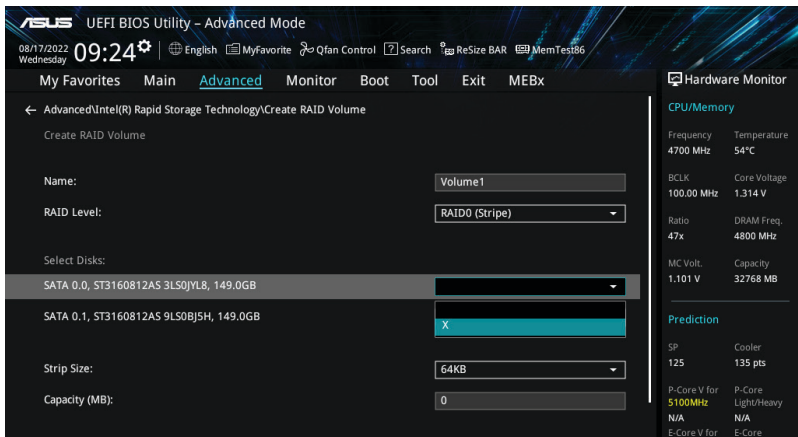 ASUS UEFI BIOS Utility – Advanced Mode
08/17/2022 Wednesday 09:24 English MyFavorite Qfan Control ? Search ReSize BAR MemTest86
My Favorites Main Advanced Monitor Boot Tool Exit MEBx
← Advanced\Intel(R) Rapid Storage Technology\Create RAID Volume
Create RAID Volume
Name: Volume1
RAID Level: RAID0 (Stripe)
Select Disks:
SATA 0.0, ST3160812AS 3LS0JYL8, 149.0GB
SATA 0.1, ST3160812AS 9LS0BJ5H, 149.0GB
X
Strip Size: 64KB
Capacity (MB): 0
Hardware Monitor
CPU/Memory
Frequency Temperature
4700 MHz 54°C
BCLK Core Voltage
100.00 MHz 1.314 V
Ratio DRAM Freq.
47x 4800 MHz
MC Volt. Capacity
1.101 V 32768 MB
Prediction
SP Cooler
125 135 pts
P-Core V for P-Core
5100MHz Light/Heavy
N/A N/A
E-Core V for E-Core